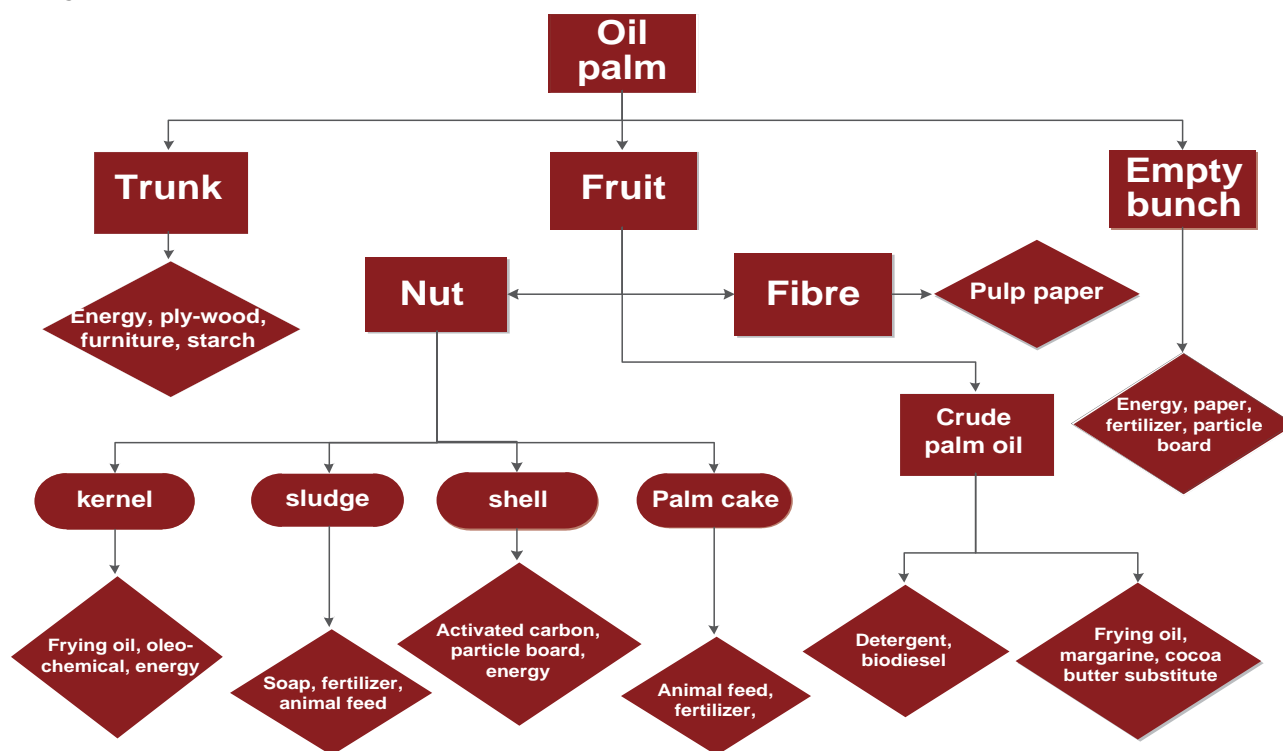 Oil
palm
Trunk
Fruit
Empty
bunch
Nut
Fibre
Pulp paper
Energy, ply-wood,
furniture, starch
Crude
palm oil
Energy, paper,
fertilizer, particle
board
kernel
sludge
shell
Palm cake
Frying oil, oleo-
chemical, energy
Soap, fertilizer,
animal feed
Activated carbon,
particle board,
energy
Animal feed,
fertilizer,
Detergent,
biodiesel
Frying oil,
margarine, cocoa
butter substitute